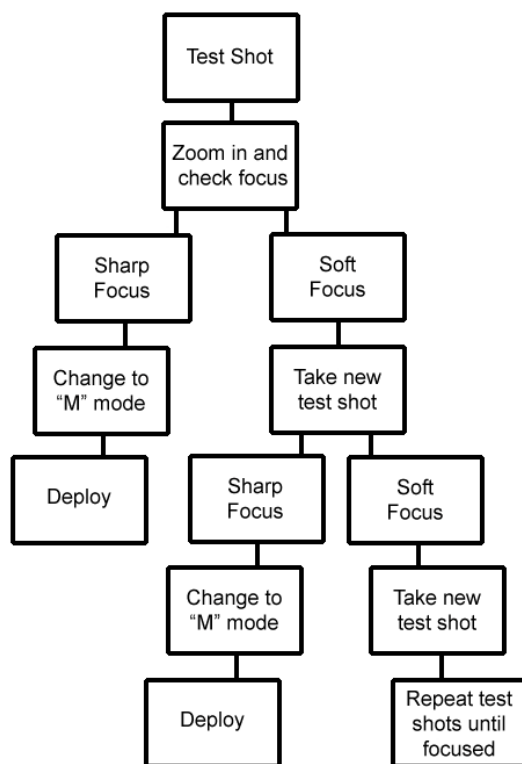 Test Shot
Zoom in and
check focus
Sharp
Focus
Soft
Focus
Change to
“M” mode
Take new
test shot
Deploy
Sharp
Focus
Soft
Focus
Change to
“M” mode
Take new
test shot
Deploy
Repeat test
shots until
focused